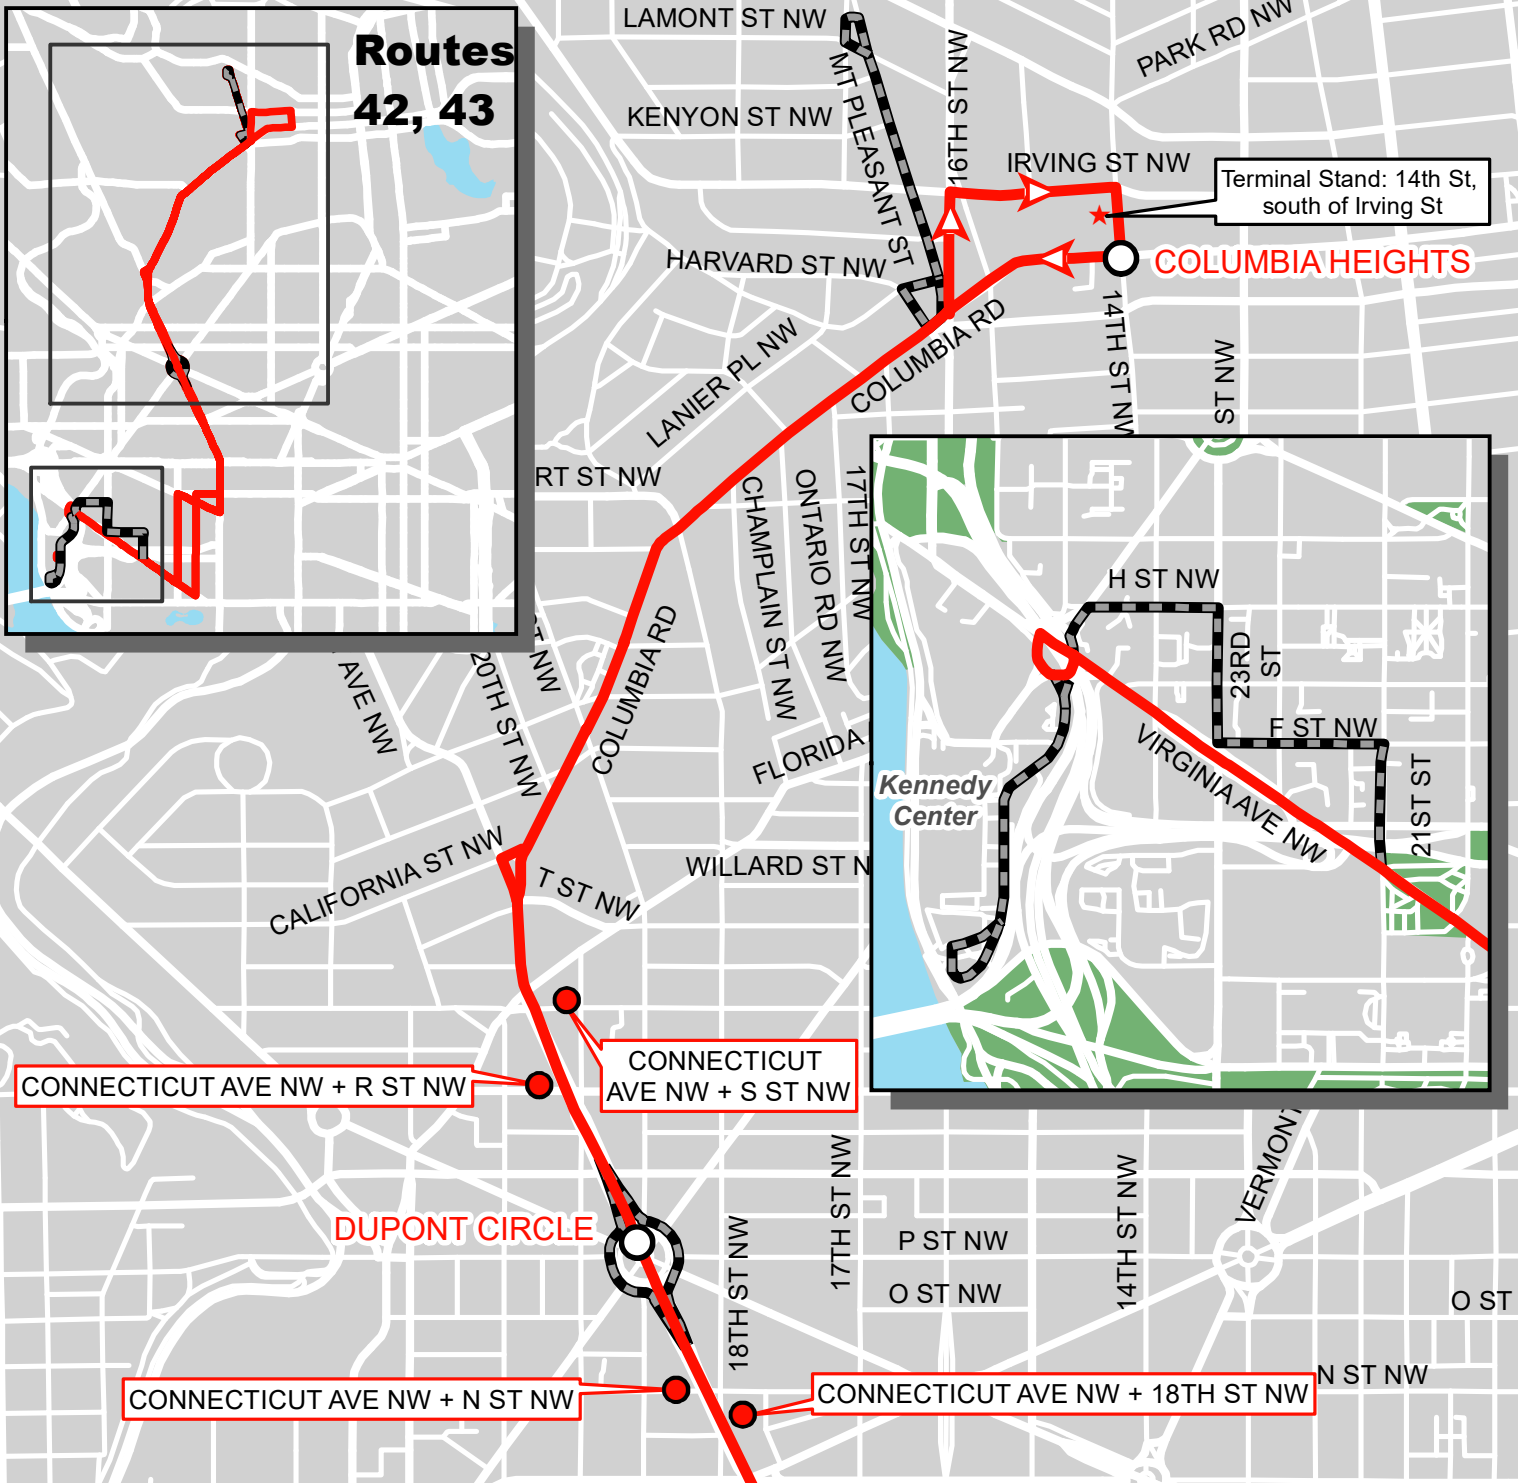 LAMONT ST NW
PARK RD NW
Routes
42, 43
MT PLEASANT ST
16TH ST NW
KENYON ST NW
IRVING ST NW
Terminal Stand: 14th St,
south of Irving St
HARVARD ST NW
COLUMBIA HEIGHTS
14TH ST NW
COLUMBIA RD
LANIER PL NW
ST NW
RT ST NW
CHAMPLAIN ST NW
ONTARIO RD NW
17TH ST NW
H ST NW
23RD
ST
F ST NW
VIRGINIA AVE NW
21ST ST
Kennedy
Center
AVE NW
20TH ST NW
ST NW
COLUMBIA RD
FLORIDA
CALIFORNIA ST NW
T ST NW
WILLARD ST N
CONNECTICUT
AVE NW + S ST NW
CONNECTICUT AVE NW + R ST NW
VERMONT
17TH ST NW
14TH ST NW
DUPONT CIRCLE
18TH ST NW
P ST NW
O ST NW
O ST
N ST NW
CONNECTICUT AVE NW + N ST NW
CONNECTICUT AVE NW + 18TH ST NW